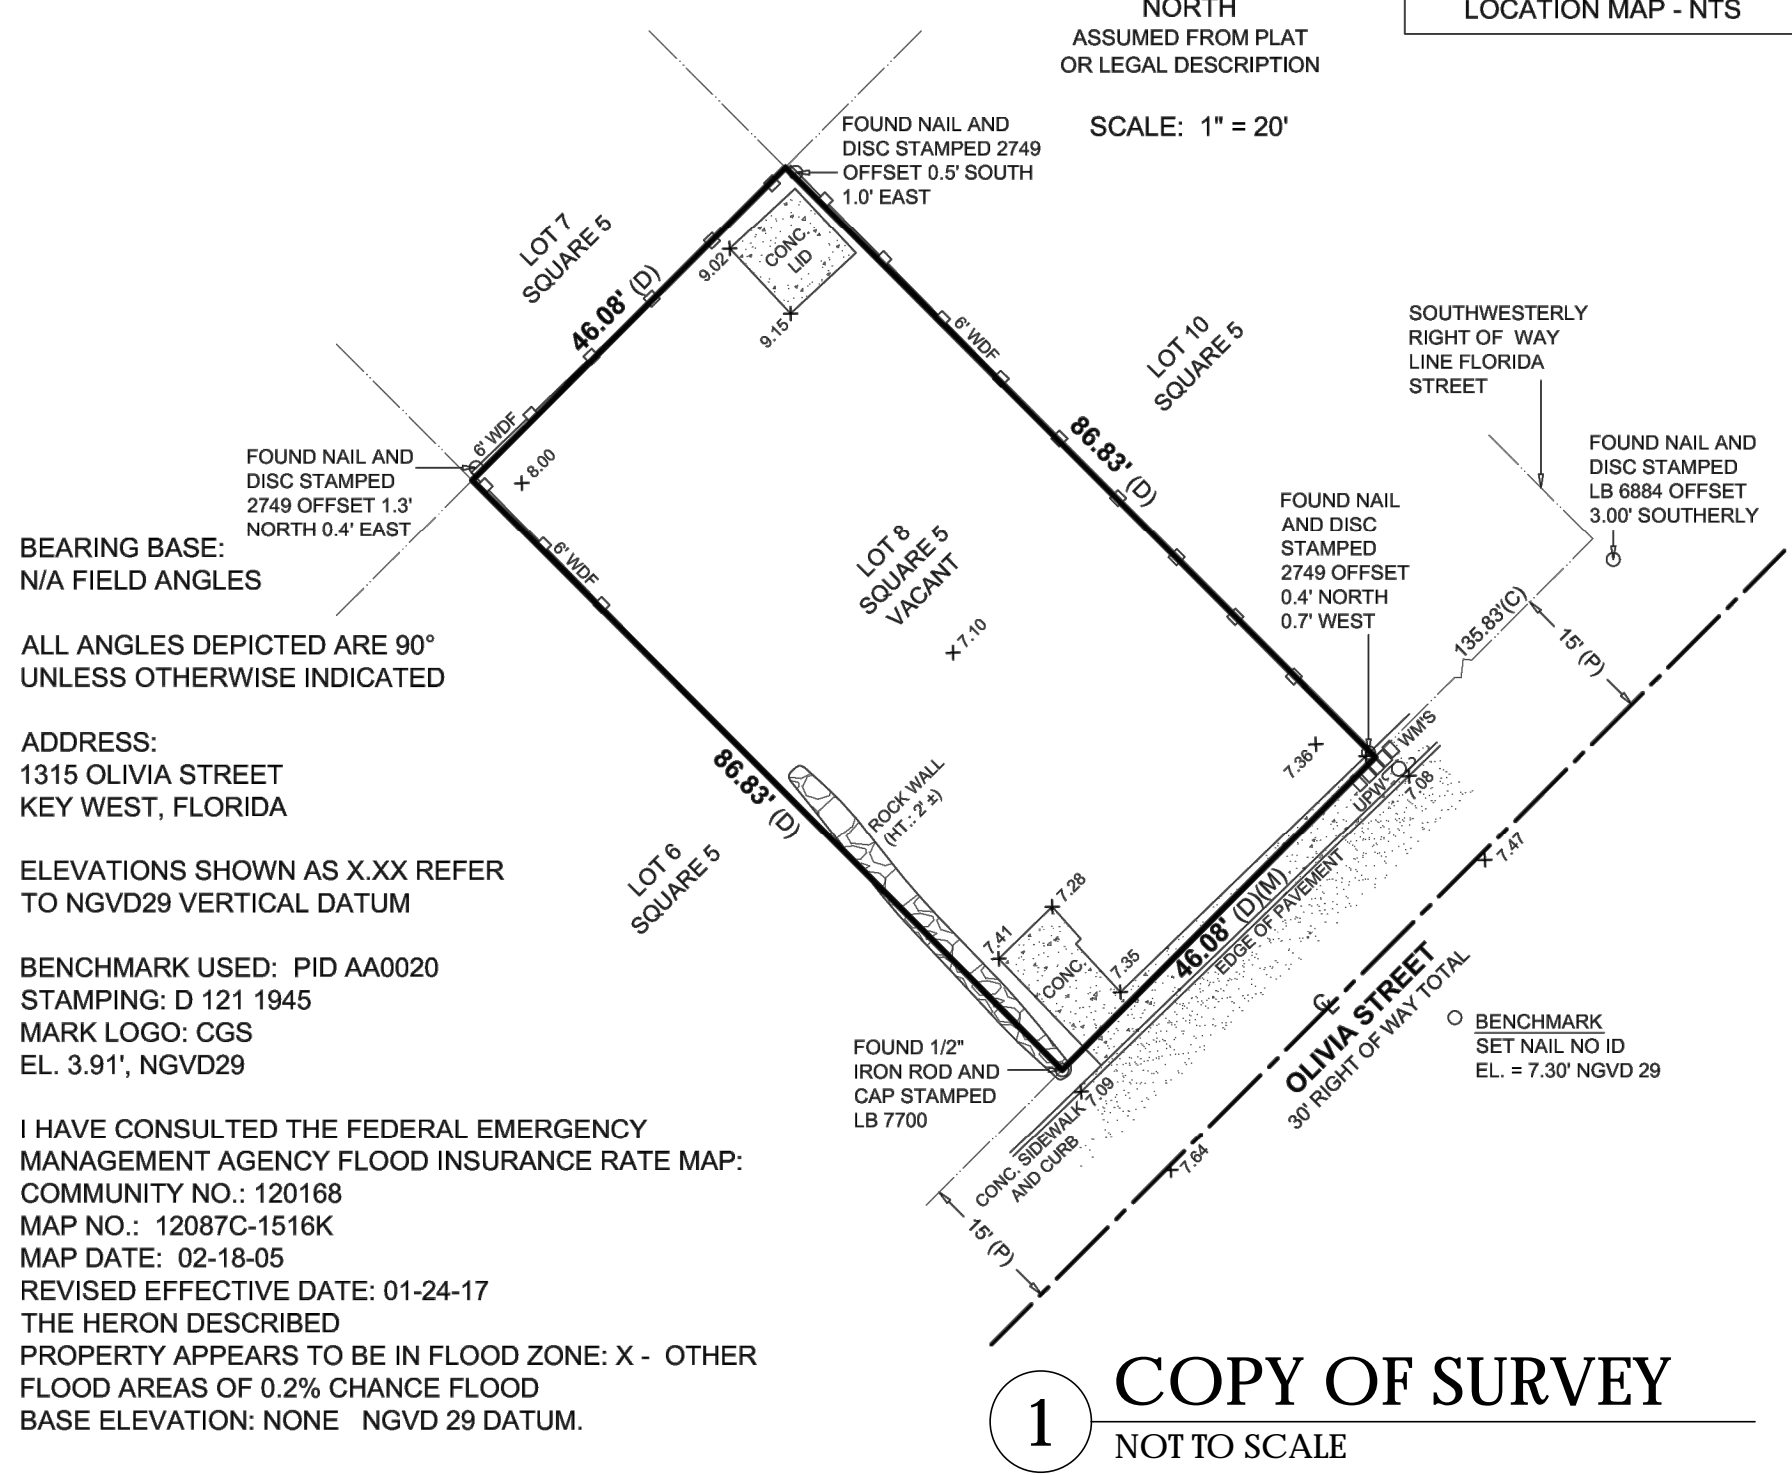 NORTH
ASSUMED FROM PLAT
OR LEGAL DESCRIPTION
SCALE: 1" = 20'
LOCATION MAP - NTS
FOUND NAIL AND
DISC STAMPED 2749
OFFSET 0.5' SOUTH
1.0' EAST
LOT 7
SQUARE 5
46.08' (D)
9.02
CONC.
LID
9.15
6' WDF
LOT 10
SQUARE 5
86.83' (D)
SOUTHWESTERLY
RIGHT OF WAY
LINE FLORIDA
STREET
FOUND NAIL AND
DISC STAMPED
LB 6884 OFFSET
3.00' SOUTHERLY
FOUND NAIL
AND DISC
STAMPED
2749 OFFSET
0.4' NORTH
0.7' WEST
135.83'(C)
15' (P)
6' WDF
8.00
FOUND NAIL AND
DISC STAMPED
2749 OFFSET 1.3'
NORTH 0.4' EAST
6' WDF
LOT 8
SQUARE 5
VACANT
7.10
BEARING BASE:
N/A FIELD ANGLES
ALL ANGLES DEPICTED ARE 90°
UNLESS OTHERWISE INDICATED
ADDRESS:
1315 OLIVIA STREET
KEY WEST, FLORIDA
ELEVATIONS SHOWN AS X.XX REFER
TO NGVD29 VERTICAL DATUM
BENCHMARK USED: PID AA0020
STAMPING: D 121 1945
MARK LOGO: CGS
EL. 3.91', NGVD29
I HAVE CONSULTED THE FEDERAL EMERGENCY
MANAGEMENT AGENCY FLOOD INSURANCE RATE MAP:
COMMUNITY NO.: 120168
MAP NO.: 12087C-1516K
MAP DATE: 02-18-05
REVISED EFFECTIVE DATE: 01-24-17
THE HERON DESCRIBED
PROPERTY APPEARS TO BE IN FLOOD ZONE: X - OTHER
FLOOD AREAS OF 0.2% CHANCE FLOOD
BASE ELEVATION: NONE NGVD 29 DATUM.
86.83' (D)
LOT 6
SQUARE 5
ROCK WALL
(HT.: 2' ±)
7.36
WM'S
UPW
7.08
7.47
7.28
7.41
CONC.
7.35
46.08' (D)(M)
EDGE OF PAVEMENT
FOUND 1/2"
IRON ROD AND
CAP STAMPED
LB 7700
7.09
CONC. SIDEWALK
AND CURB
7.64
15' (P)
CL
OLIVIA STREET
30' RIGHT OF WAY TOTAL
BENCHMARK
SET NAIL NO ID
EL. = 7.30' NGVD 29
1
COPY OF SURVEY
NOT TO SCALE